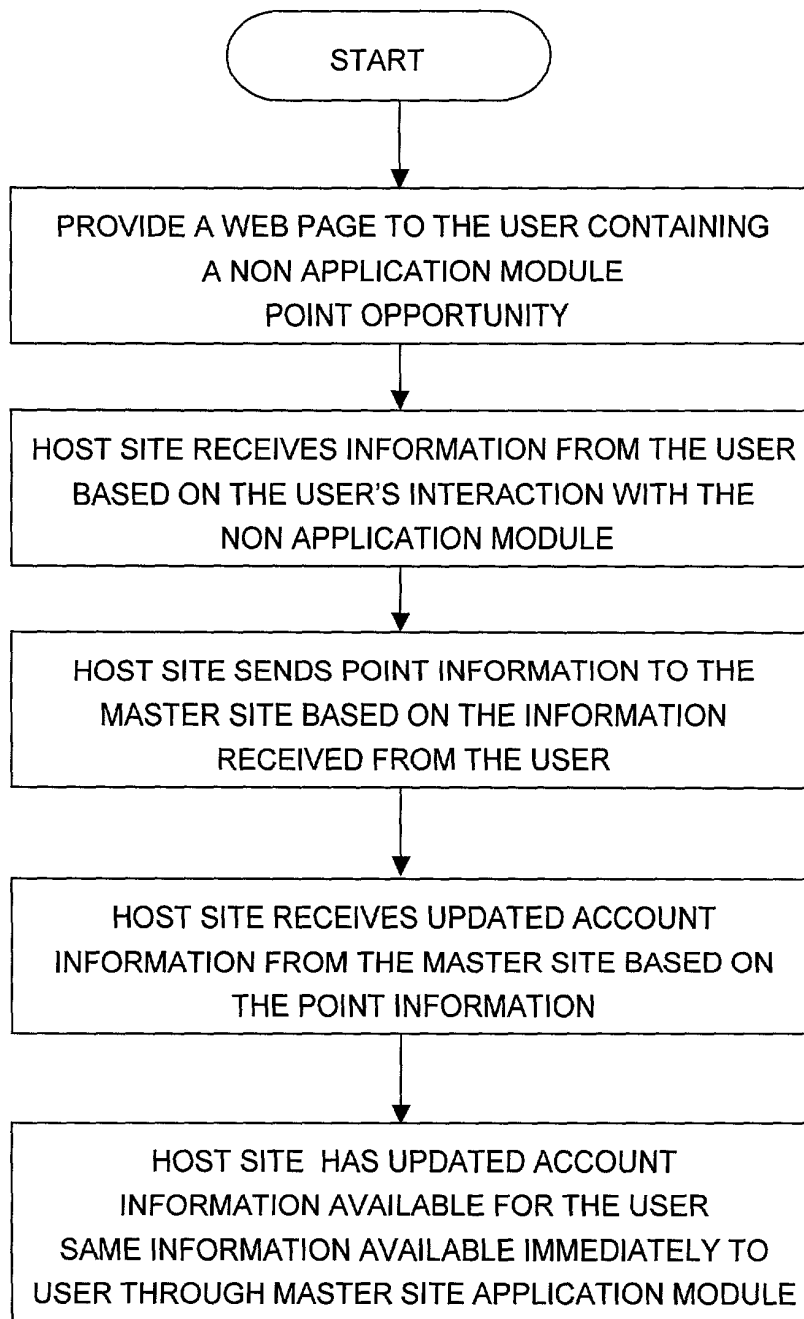 START
PROVIDE A WEB PAGE TO THE USER CONTAINING
A NON APPLICATION MODULE
POINT OPPORTUNITY
HOST SITE RECEIVES INFORMATION FROM THE USER
BASED ON THE USER'S INTERACTION WITH THE
NON APPLICATION MODULE
HOST SITE SENDS POINT INFORMATION TO THE
MASTER SITE BASED ON THE INFORMATION
RECEIVED FROM THE USER
HOST SITE RECEIVES UPDATED ACCOUNT
INFORMATION FROM THE MASTER SITE BASED ON
THE POINT INFORMATION
HOST SITE HAS UPDATED ACCOUNT
INFORMATION AVAILABLE FOR THE USER
SAME INFORMATION AVAILABLE IMMEDIATELY TO
USER THROUGH MASTER SITE APPLICATION MODULE